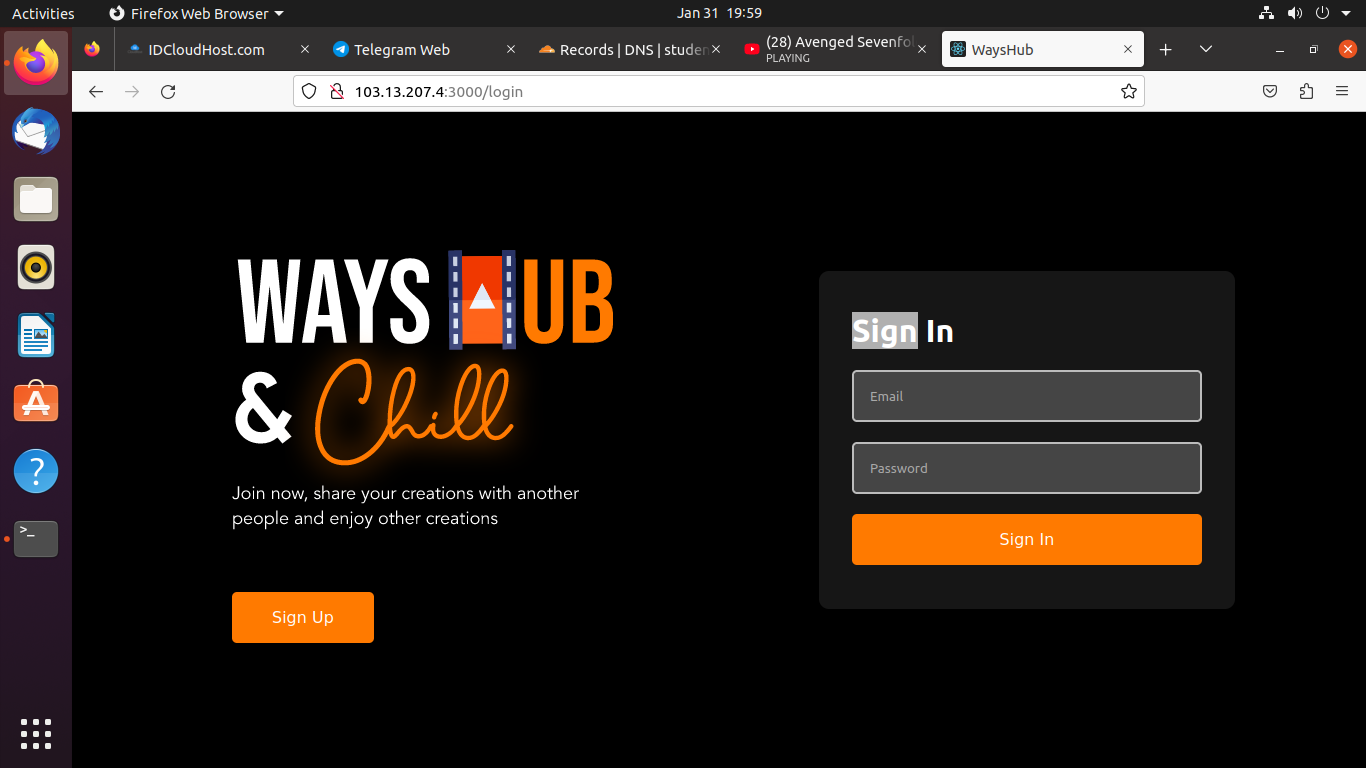 Activities
Firefox Web Browser
Jan 31 19:59
IDCloudHost.com
Telegram Web
Records | DNS | studen
(28) Avenged Sevenfol
PLAYING
WaysHub
103.13.207.4:3000/login
WAYS HUB
& Chill
Join now, share your creations with another
people and enjoy other creations
Sign Up
Sign In
Email
Password
Sign In